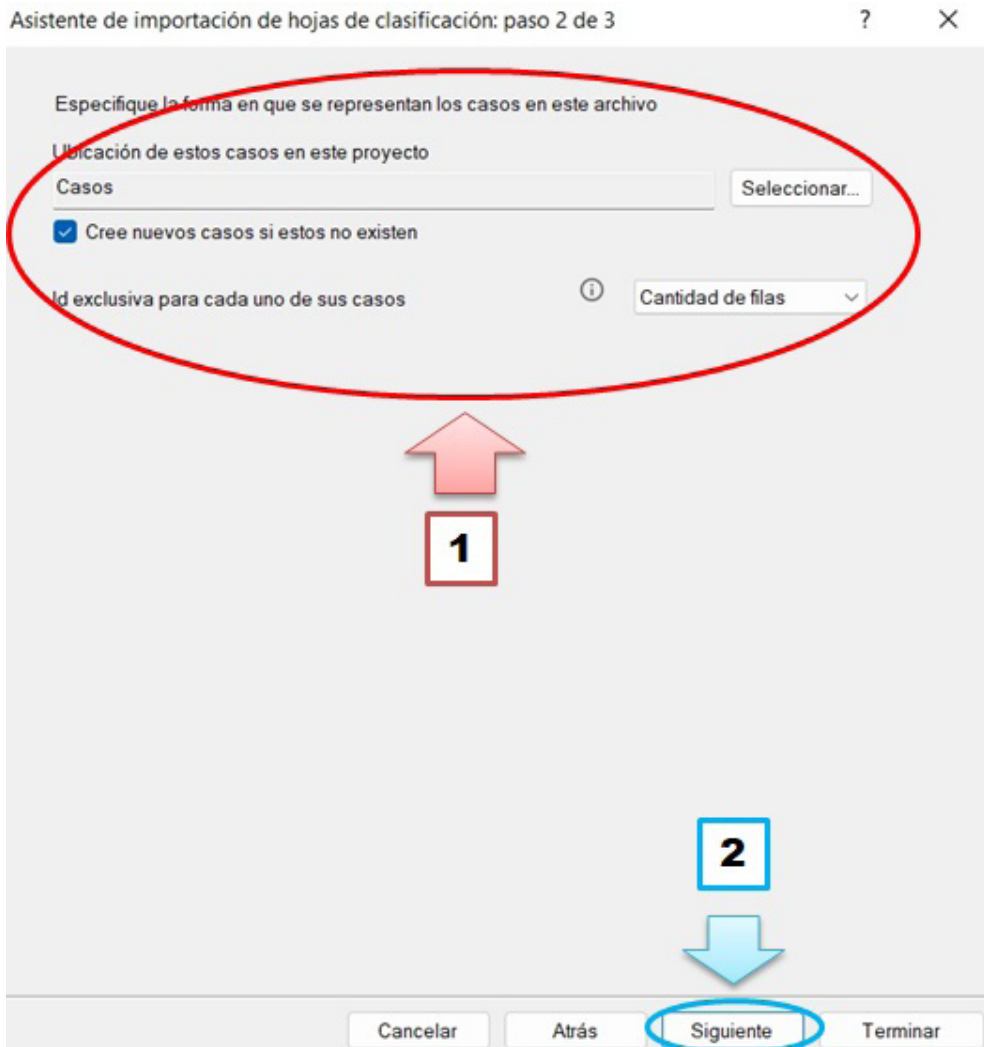 Asistente de importación de hojas de clasificación: paso 2 de 3 ?
Especifique la forma en que se representan los casos en este archivo
Ubicación de estos casos en este proyecto
Casos Seleccionar...
Cree nuevos casos si estos no existen
Id exclusiva para cada uno de sus casos Cantidad de filas
1
2
Cancelar Atrás Siguiente Terminar